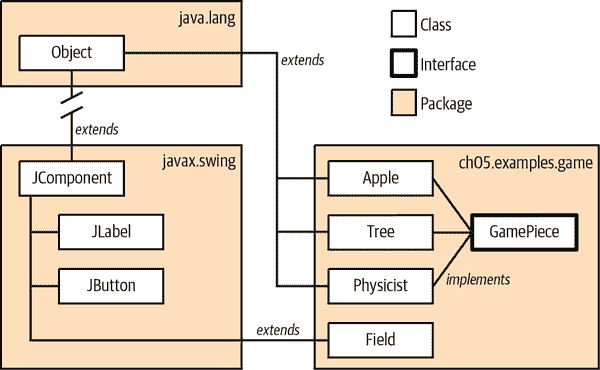 java.lang
Object
extends
extends
Class
Interface
Package
javax.swing
JComponent
JLabel
JButton
extends
ch05.examples.game
Apple
Tree
Physicist
GamePiece
implements
Field